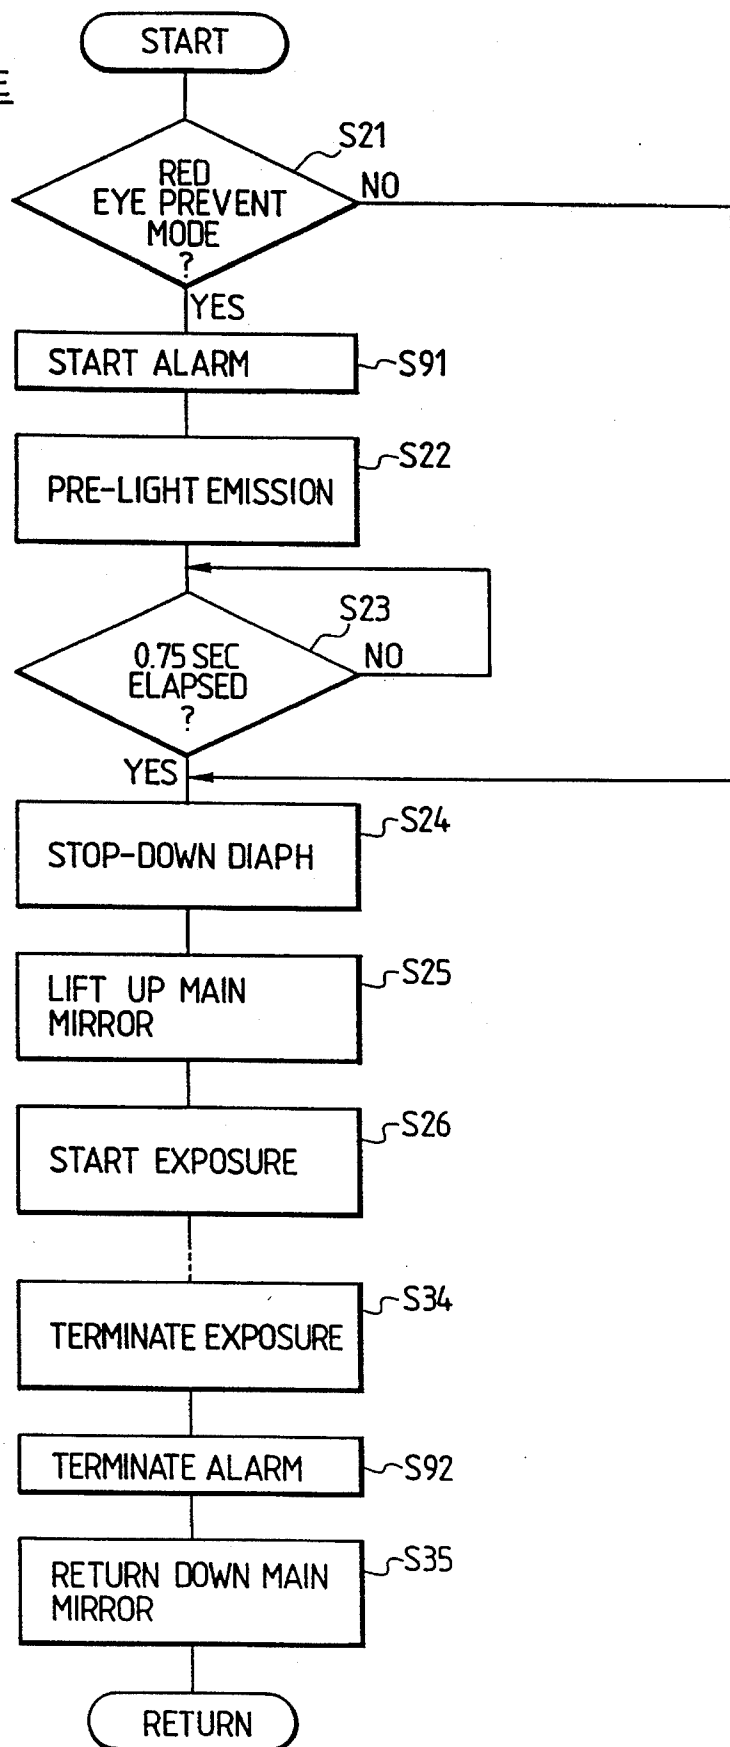 START
E
S21
RED
EYE PREVENT
MODE
?
NO
YES
START ALARM
S91
PRE-LIGHT EMISSION
S22
S23
0.75 SEC
ELAPSED
?
NO
YES
STOP-DOWN DIAPH
S24
LIFT UP MAIN
MIRROR
S25
START EXPOSURE
S26
TERMINATE EXPOSURE
S34
TERMINATE ALARM
S92
RETURN DOWN MAIN
MIRROR
S35
RETURN